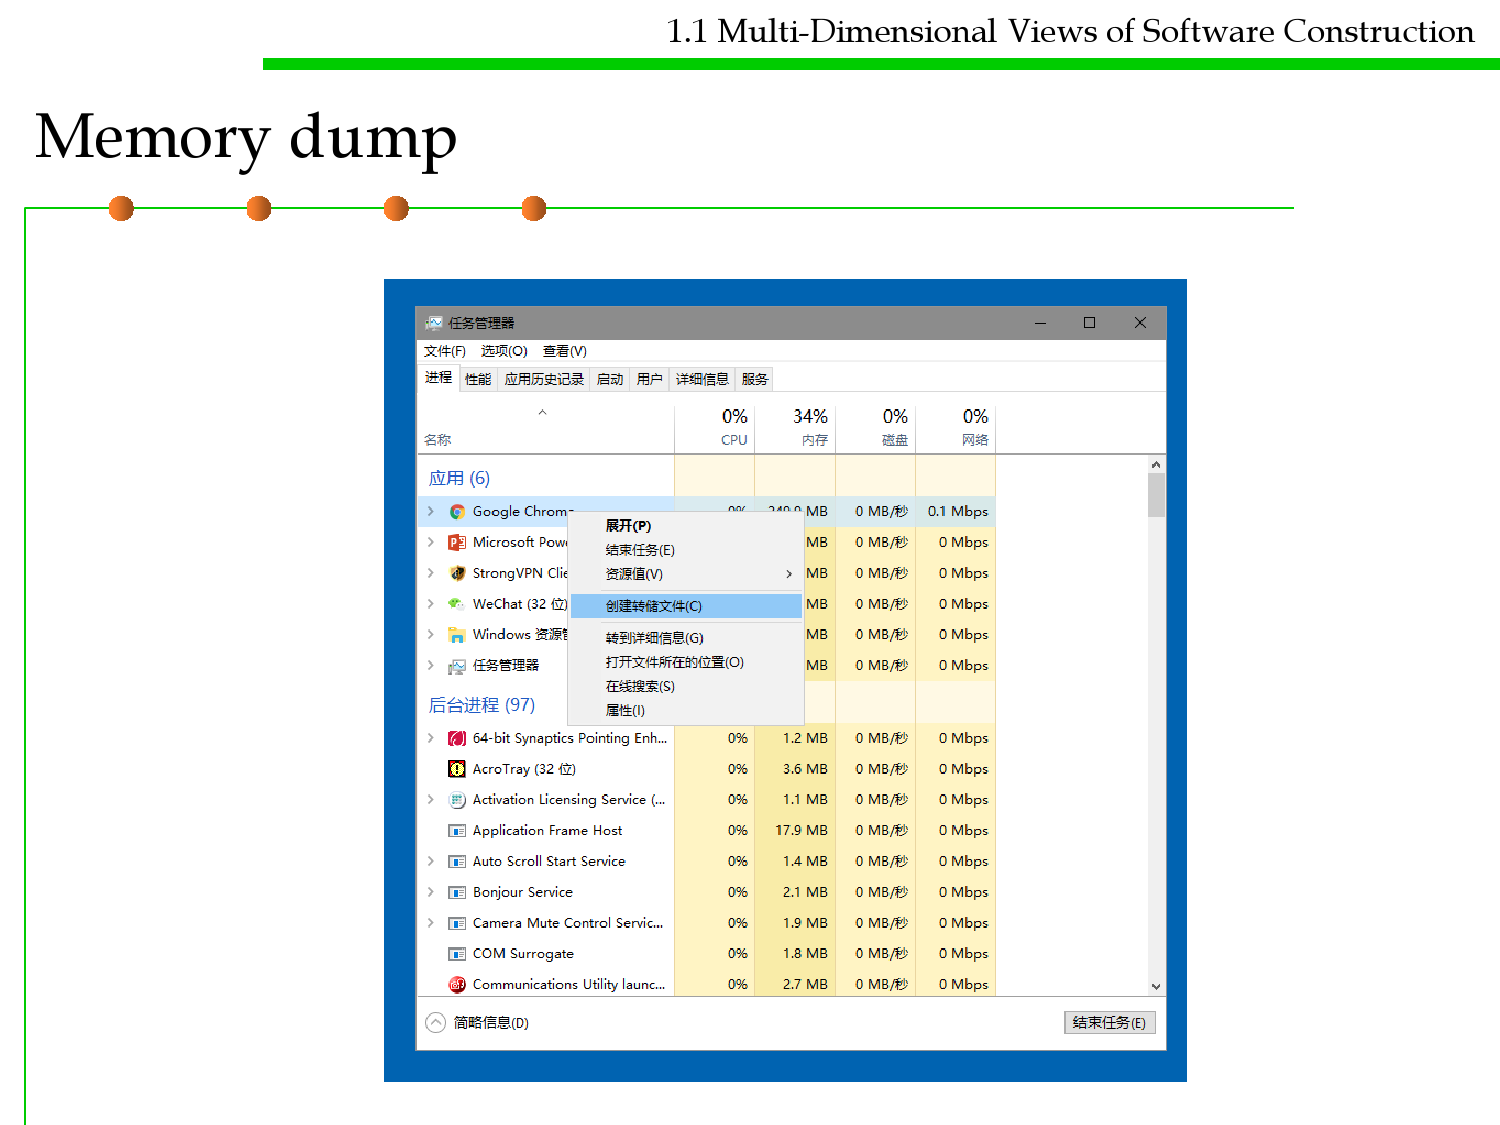 1.1 Multi-Dimensional Views of Software Construction
Memory dump
任务管理器
文件(F) 选项(O) 查看(V)
进程 性能 应用历史记录 启动 用户 详细信息 服务
0% 34% 0% 0%
名称 CPU 内存 磁盘 网络
应用 (6)
Google Chrome 0% MB 0 MB/秒 0.1 Mbps
展开(P)
Microsoft MB 0 MB/秒 0 Mbps
结束任务(E)
StrongVPN MB 0 MB/秒 0 Mbps
资源值(V)
WeChat (32 位) MB 0 MB/秒 0 Mbps
创建转储文件(C)
Windows 资源 MB 0 MB/秒 0 Mbps
转到详细信息(G)
任务管理器 MB 0 MB/秒 0 Mbps
打开文件所在的位置(O)
在线搜索(S)
后台进程 (97)
属性(I)
64-bit Synaptics Pointing Enh... 0% 1.2 MB 0 MB/秒 0 Mbps
AcroTray (32 位) 0% 3.6 MB 0 MB/秒 0 Mbps
Activation Licensing Service (... 0% 1.1 MB 0 MB/秒 0 Mbps
Application Frame Host 0% 17.9 MB 0 MB/秒 0 Mbps
Auto Scroll Start Service 0% 1.4 MB 0 MB/秒 0 Mbps
Bonjour Service 0% 2.1 MB 0 MB/秒 0 Mbps
Camera Mute Control Servic... 0% 1.9 MB 0 MB/秒 0 Mbps
COM Surrogate 0% 1.8 MB 0 MB/秒 0 Mbps
Communications Utility launc... 0% 2.7 MB 0 MB/秒 0 Mbps
简略信息(D) 结束任务(E)